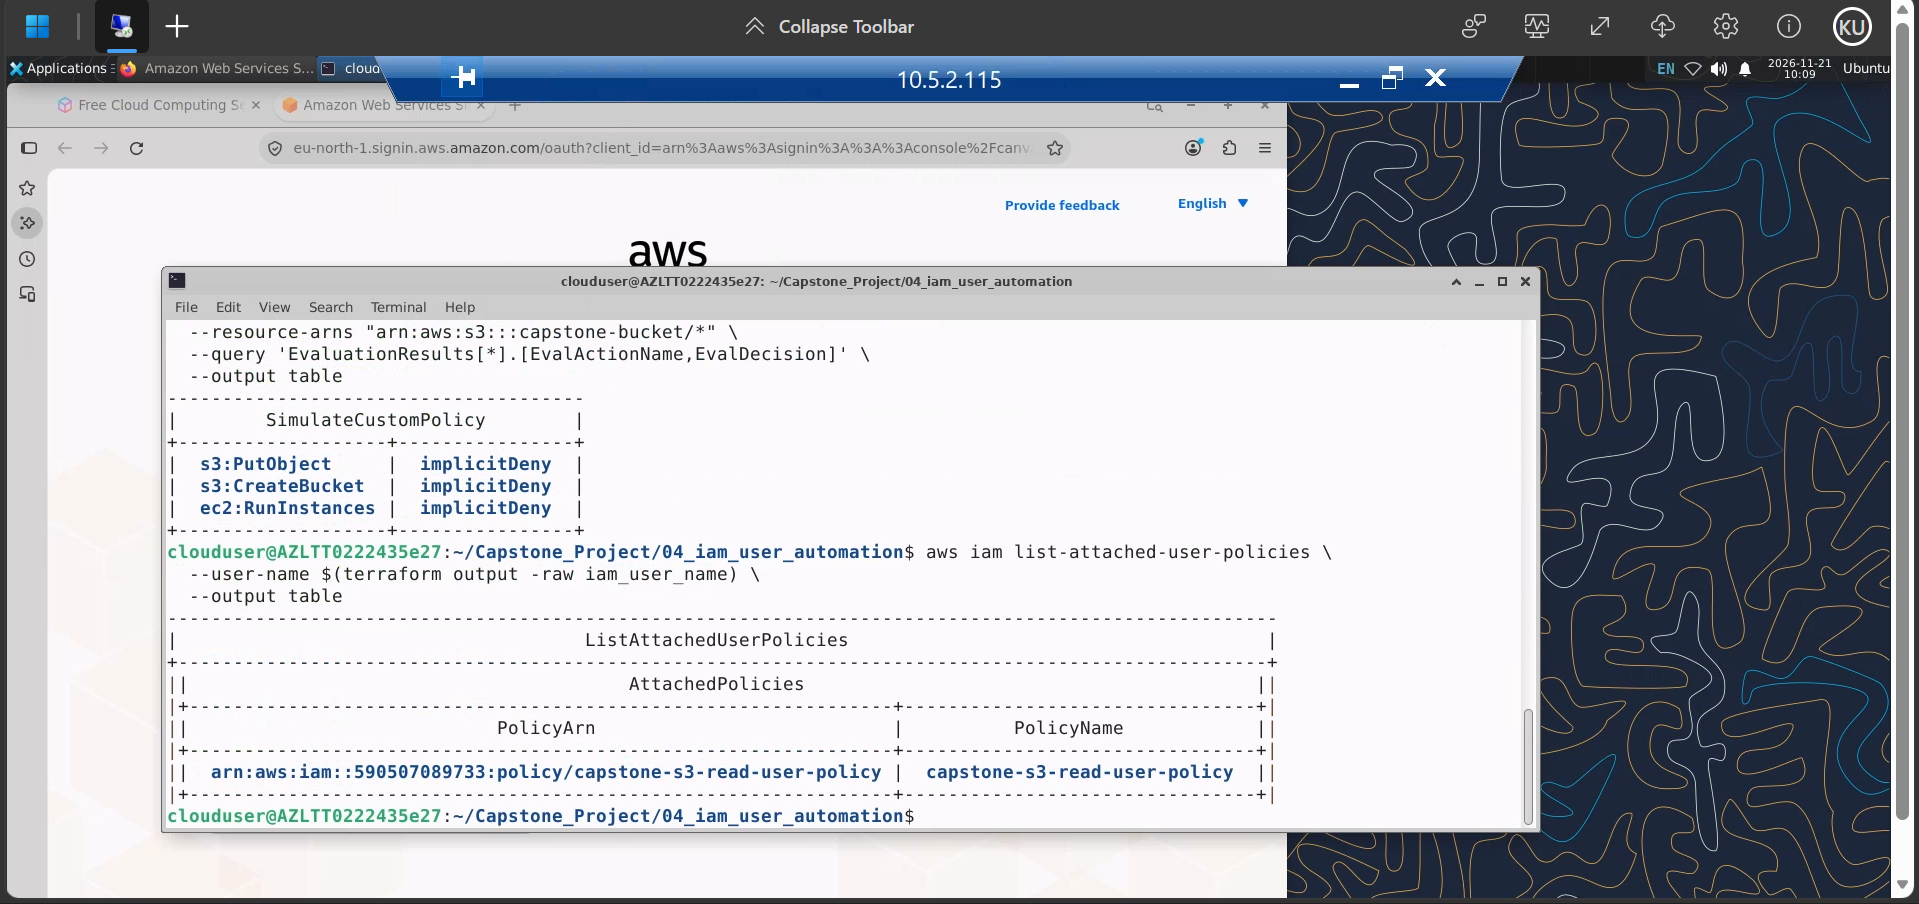 Collapse Toolbar
KU
Applications
Amazon Web Services S...
cloud
10.5.2.115
EN
2026-11-21
10:09
Ubuntu
Free Cloud Computing Se
Amazon Web Services S
eu-north-1.signin.aws.amazon.com/oauth?client_id=arn%3Aaws%3Asignin%3A%3A%3Aconsole%2Fcanv
Provide feedback
English
aws
clouduser@AZLTT0222435e27: ~/Capstone_Project/04_iam_user_automation
File Edit View Search Terminal Help
--resource-arns "arn:aws:s3:::capstone-bucket/*" \
--query 'EvaluationResults[*].[EvalActionName,EvalDecision]' \
--output table
---------------------------------------
| SimulateCustomPolicy |
+-------------------+-----------------+
| s3:PutObject | implicitDeny |
| s3:CreateBucket | implicitDeny |
| ec2:RunInstances | implicitDeny |
+-------------------+-----------------+
clouduser@AZLTT0222435e27:~/Capstone_Project/04_iam_user_automation$ aws iam list-attached-user-policies \
--user-name $(terraform output -raw iam_user_name) \
--output table
-----------------------------------------------------------------------------------------------------
| ListAttachedUserPolicies |
+---------------------------------------------------------------------------------------------------+
|| AttachedPolicies ||
|+----------------------------------------------------------------+--------------------------------+|
|| PolicyArn | PolicyName ||
|+----------------------------------------------------------------+--------------------------------+|
|| arn:aws:iam::590507089733:policy/capstone-s3-read-user-policy | capstone-s3-read-user-policy ||
|+----------------------------------------------------------------+--------------------------------+|
clouduser@AZLTT0222435e27:~/Capstone_Project/04_iam_user_automation$